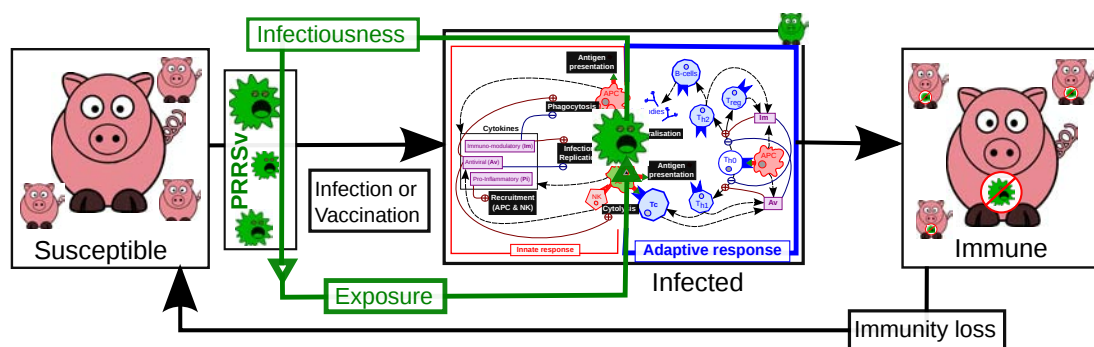 Infectiousness
Susceptible
PRRSv
Infection or
Vaccination
Exposure
Antigen
presentation
APC
Phagocytosis
Cytokines
Immuno-modulatory (Im)
Antiviral (Av)
Pro-Inflammatory (Pi)
Infection
Replication
Recruitment
(APC & NK)
NK
Cytolysis
Innate response
B-cells
Treg
Th2
Im
Th0
APC
Antigen
presentation
Tc
Th1
Av
Adaptive response
Infected
Immune
Immunity loss